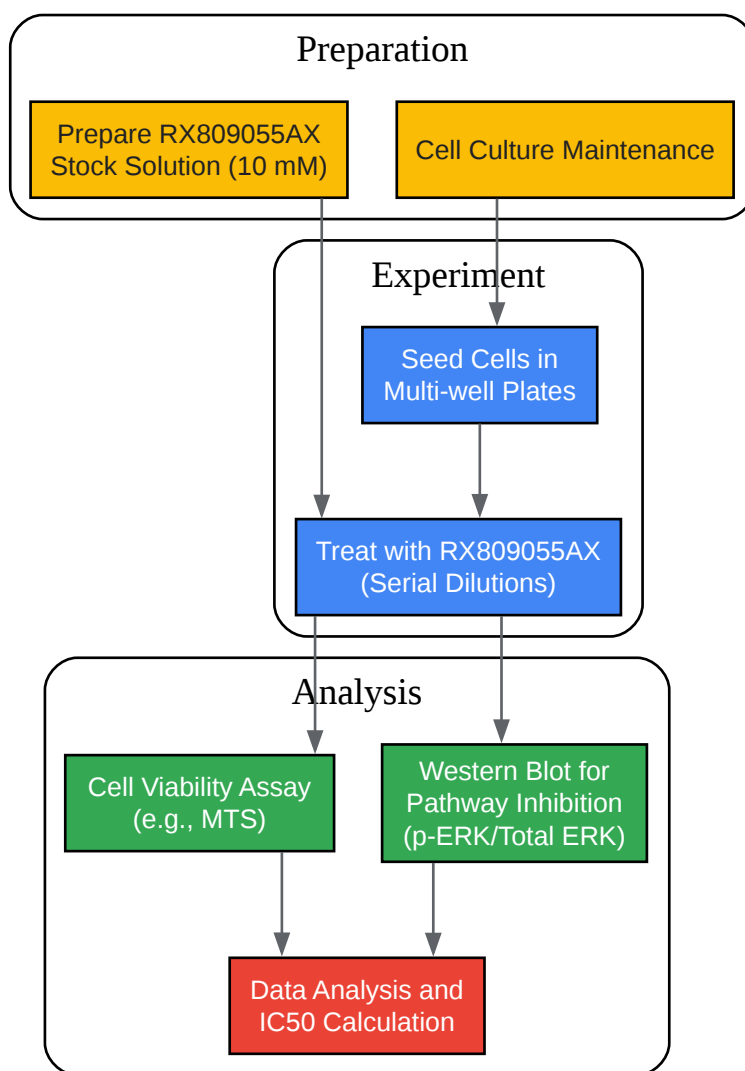 Preparation
Prepare RX809055AX
Stock Solution (10 mM)
Cell Culture Maintenance
Experiment
Seed Cells in
Multi-well Plates
Treat with RX809055AX
(Serial Dilutions)
Analysis
Cell Viability Assay
(e.g., MTS)
Western Blot for
Pathway Inhibition
(p-ERK/Total ERK)
Data Analysis and
IC50 Calculation